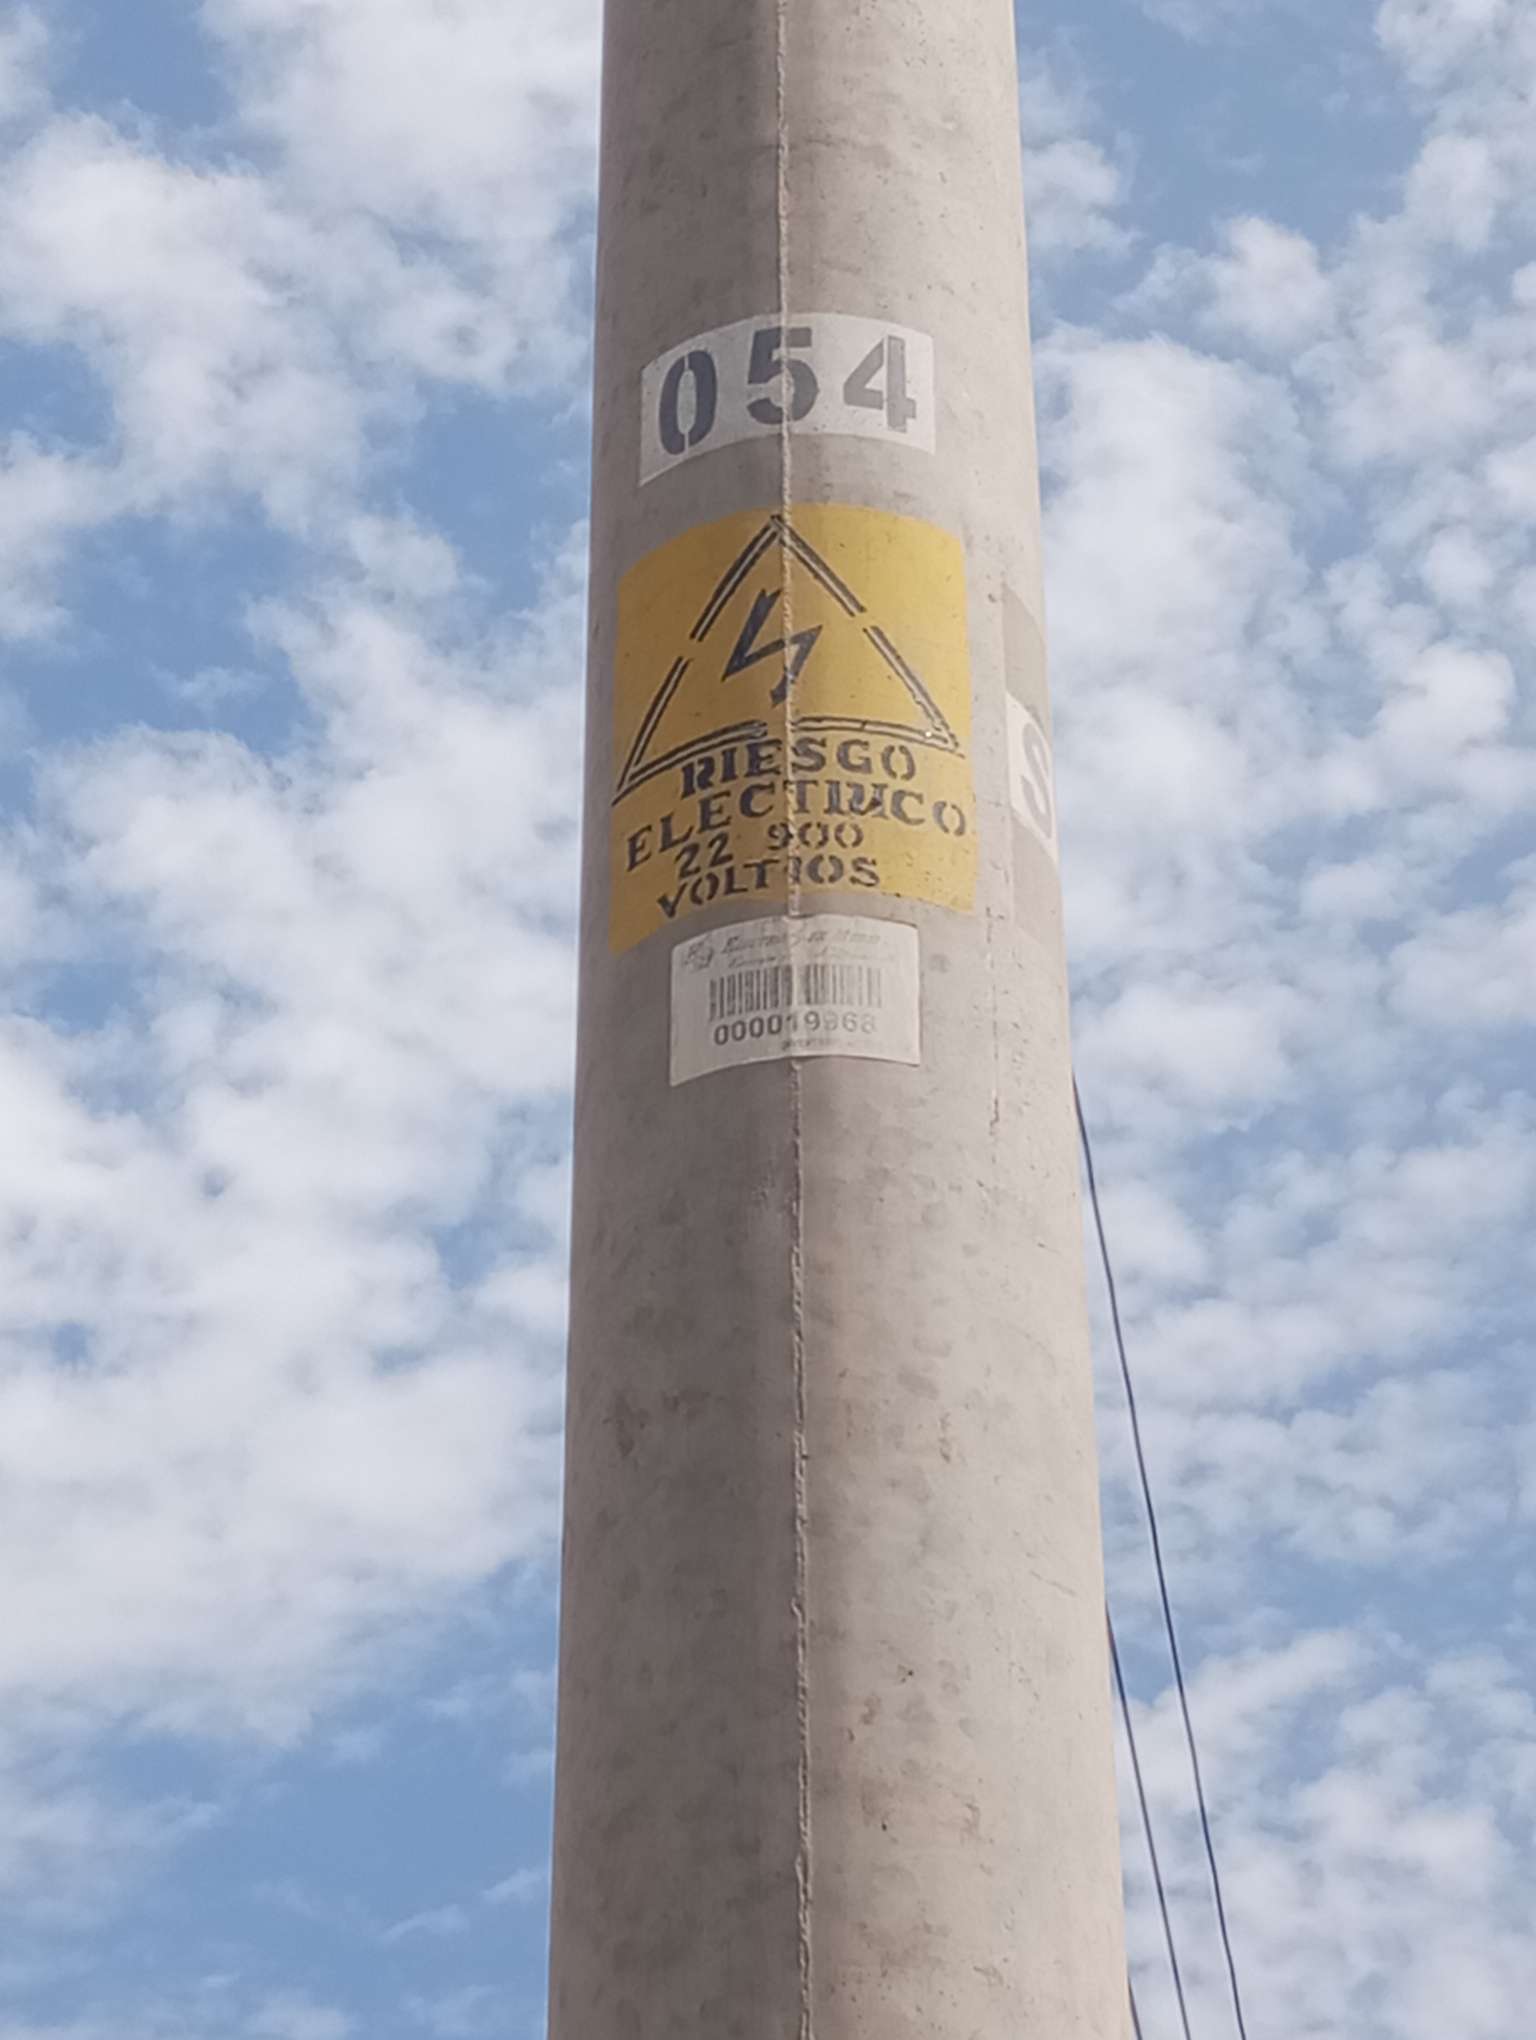 054
RIESGO
ELECTRICO
22 900
VOLTIOS
S
000019968